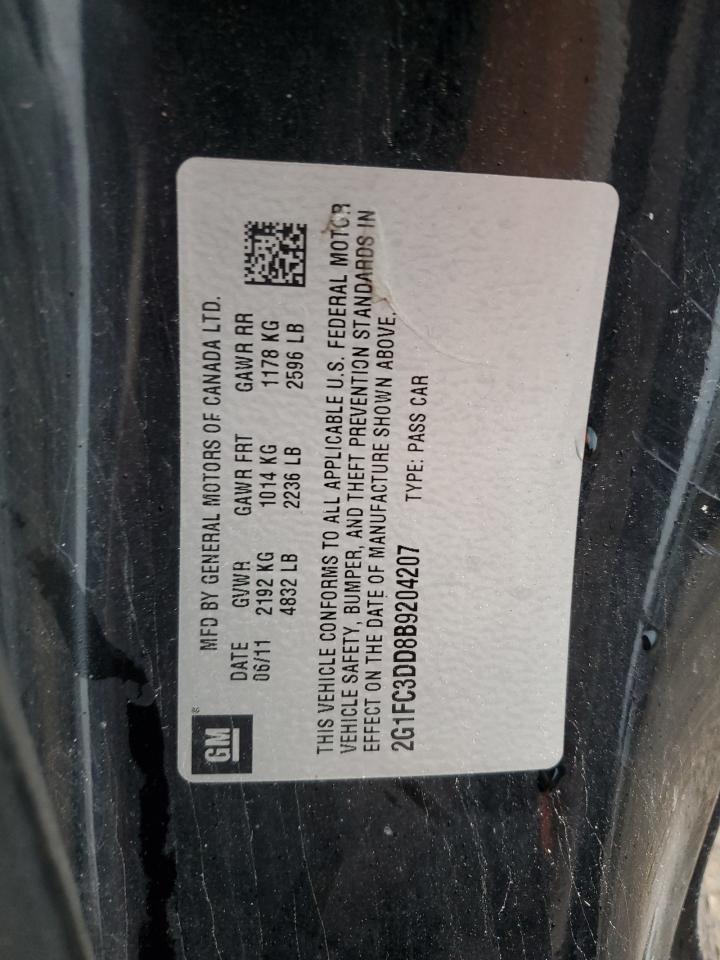 GM
MFD BY GENERAL MOTORS OF CANADA LTD.
DATE GVWR GAWR FRT GAWR RR
06/11 2192 KG 1014 KG 1178 KG
4832 LB 2236 LB 2596 LB
THIS VEHICLE CONFORMS TO ALL APPLICABLE U.S. FEDERAL MOTOR
VEHICLE SAFETY, BUMPER, AND THEFT PREVENTION STANDARDS IN
EFFECT ON THE DATE OF MANUFACTURE SHOWN ABOVE.
2G1FC3DD8B9204207 TYPE: PASS CAR